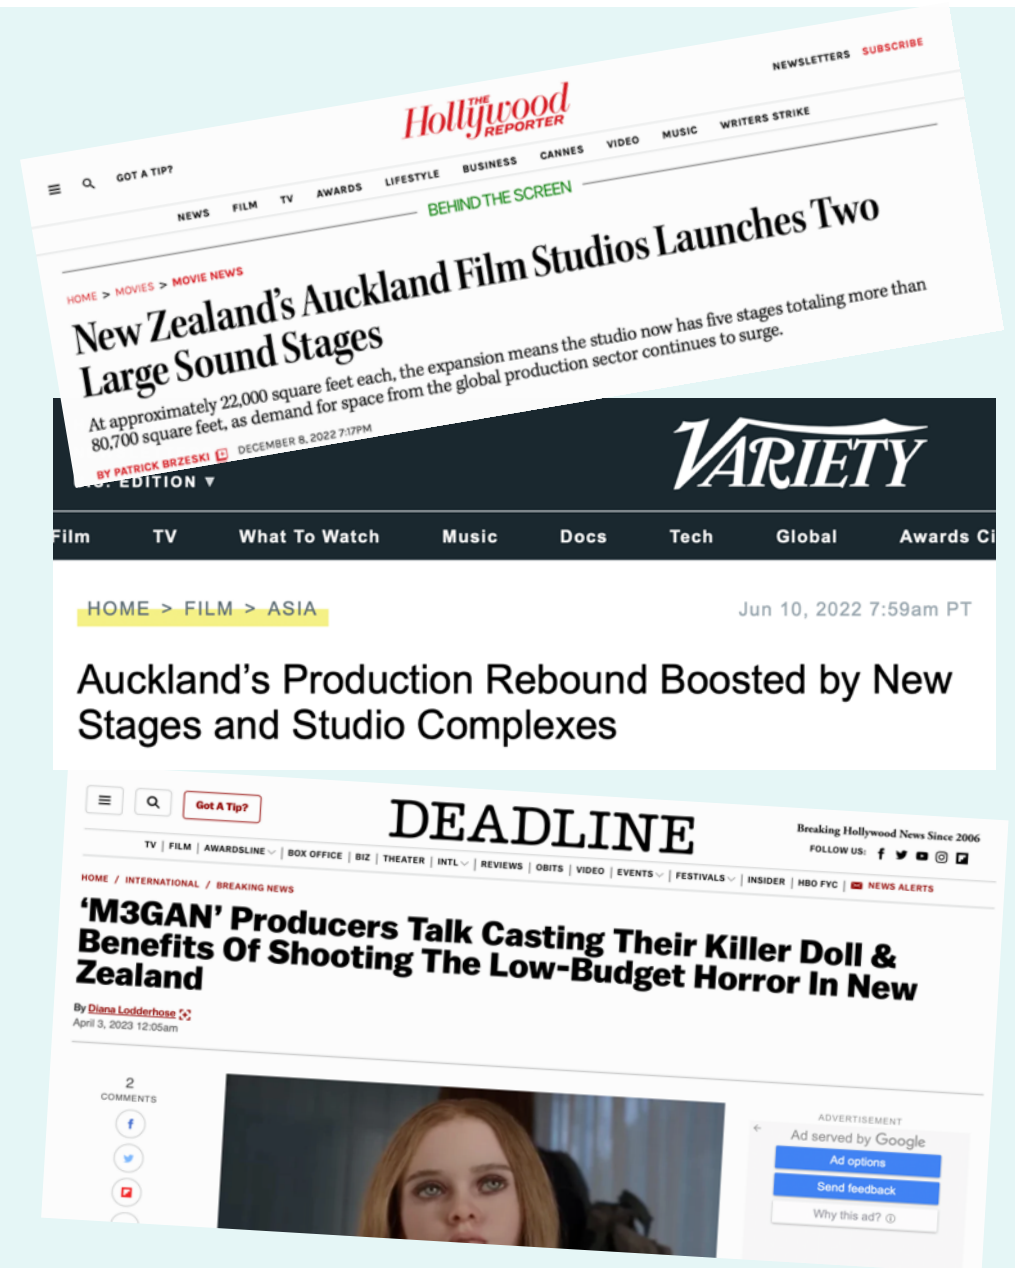 NEWSLETTERS SUBSCRIBE
THE
Hollywood
REPORTER
GOT A TIP?
NEWS FILM TV AWARDS LIFESTYLE BUSINESS CANNES VIDEO MUSIC WRITERS STRIKE
BEHIND THE SCREEN
HOME > MOVIES > MOVIE NEWS
New Zealand's Auckland Film Studios Launches Two
Large Sound Stages
At approximately 22,000 square feet each, the expansion means the studio now has five stages totaling more than
80,700 square feet, as demand for space from the global production sector continues to surge.
BY PATRICK BRZESKI DECEMBER 8, 2022 7:17PM
EDITION ▼
VARIETY
Film TV What To Watch Music Docs Tech Global Awards Ci
HOME > FILM > ASIA
Jun 10, 2022 7:59am PT
Auckland's Production Rebound Boosted by New
Stages and Studio Complexes
Got A Tip?
DEADLINE
Breaking Hollywood News Since 2006
FOLLOW US:
TV | FILM | AWARDSLINE | BOX OFFICE | BIZ | THEATER | INTL | REVIEWS | OBITS | VIDEO | EVENTS | FESTIVALS | INSIDER | HBO FYC | NEWS ALERTS
HOME / INTERNATIONAL / BREAKING NEWS
‘M3GAN’ Producers Talk Casting Their Killer Doll &
Benefits Of Shooting The Low-Budget Horror In New
Zealand
By Diana Lodderhose
April 3, 2023 12:05am
2
COMMENTS
ADVERTISEMENT
Ad served by Google
Ad options
Send feedback
Why this ad?